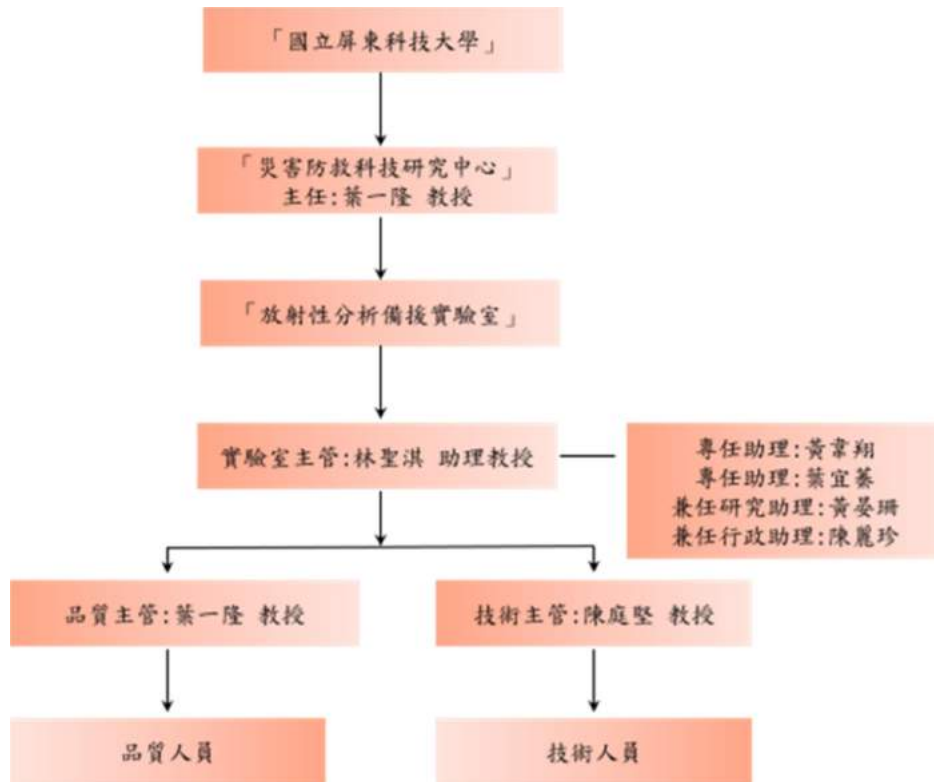 「國立屏東科技大學」
「災害防救科技研究中心」
主任:葉一隆 教授
「放射性分析備援實驗室」
實驗室主管:林聖淇 助理教授
專任助理:黃韋翔
專任助理:葉宜蓁
兼任研究助理:黃晏珊
兼任行政助理:陳麗珍
品質主管:葉一隆 教授
技術主管:陳庭堅 教授
品質人員
技術人員